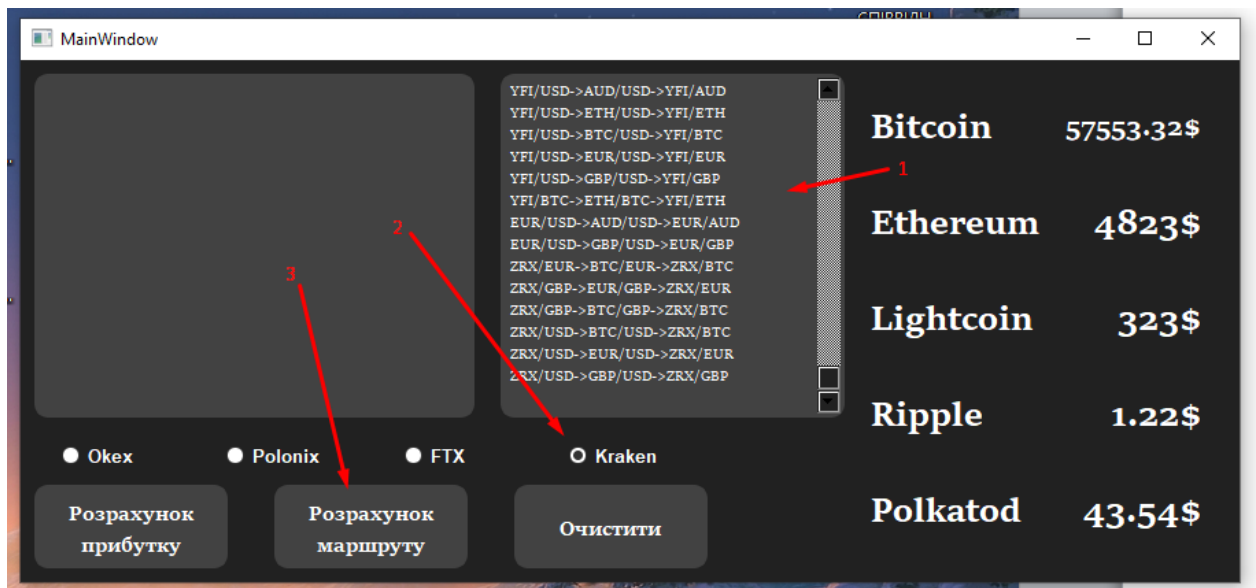 СПІВВІДН
MainWindow
YFI/USD->AUD/USD->YFI/AUD
YFI/USD->ETH/USD->YFI/ETH
YFI/USD->BTC/USD->YFI/BTC
YFI/USD->EUR/USD->YFI/EUR
YFI/USD->GBP/USD->YFI/GBP
YFI/BTC->ETH/BTC->YFI/ETH
EUR/USD->AUD/USD->EUR/AUD
EUR/USD->GBP/USD->EUR/GBP
ZRX/EUR->BTC/EUR->ZRX/BTC
ZRX/GBP->EUR/GBP->ZRX/EUR
ZRX/GBP->BTC/GBP->ZRX/BTC
ZRX/USD->BTC/USD->ZRX/BTC
ZRX/USD->EUR/USD->ZRX/EUR
ZRX/USD->GBP/USD->ZRX/GBP
1
2
3
Bitcoin 57553.32$
Ethereum 4823$
Lightcoin 323$
Ripple 1.22$
Polkatod 43.54$
Okex Polonix FTX Kraken
Розрахунок
прибутку
Розрахунок
маршруту
Очистити